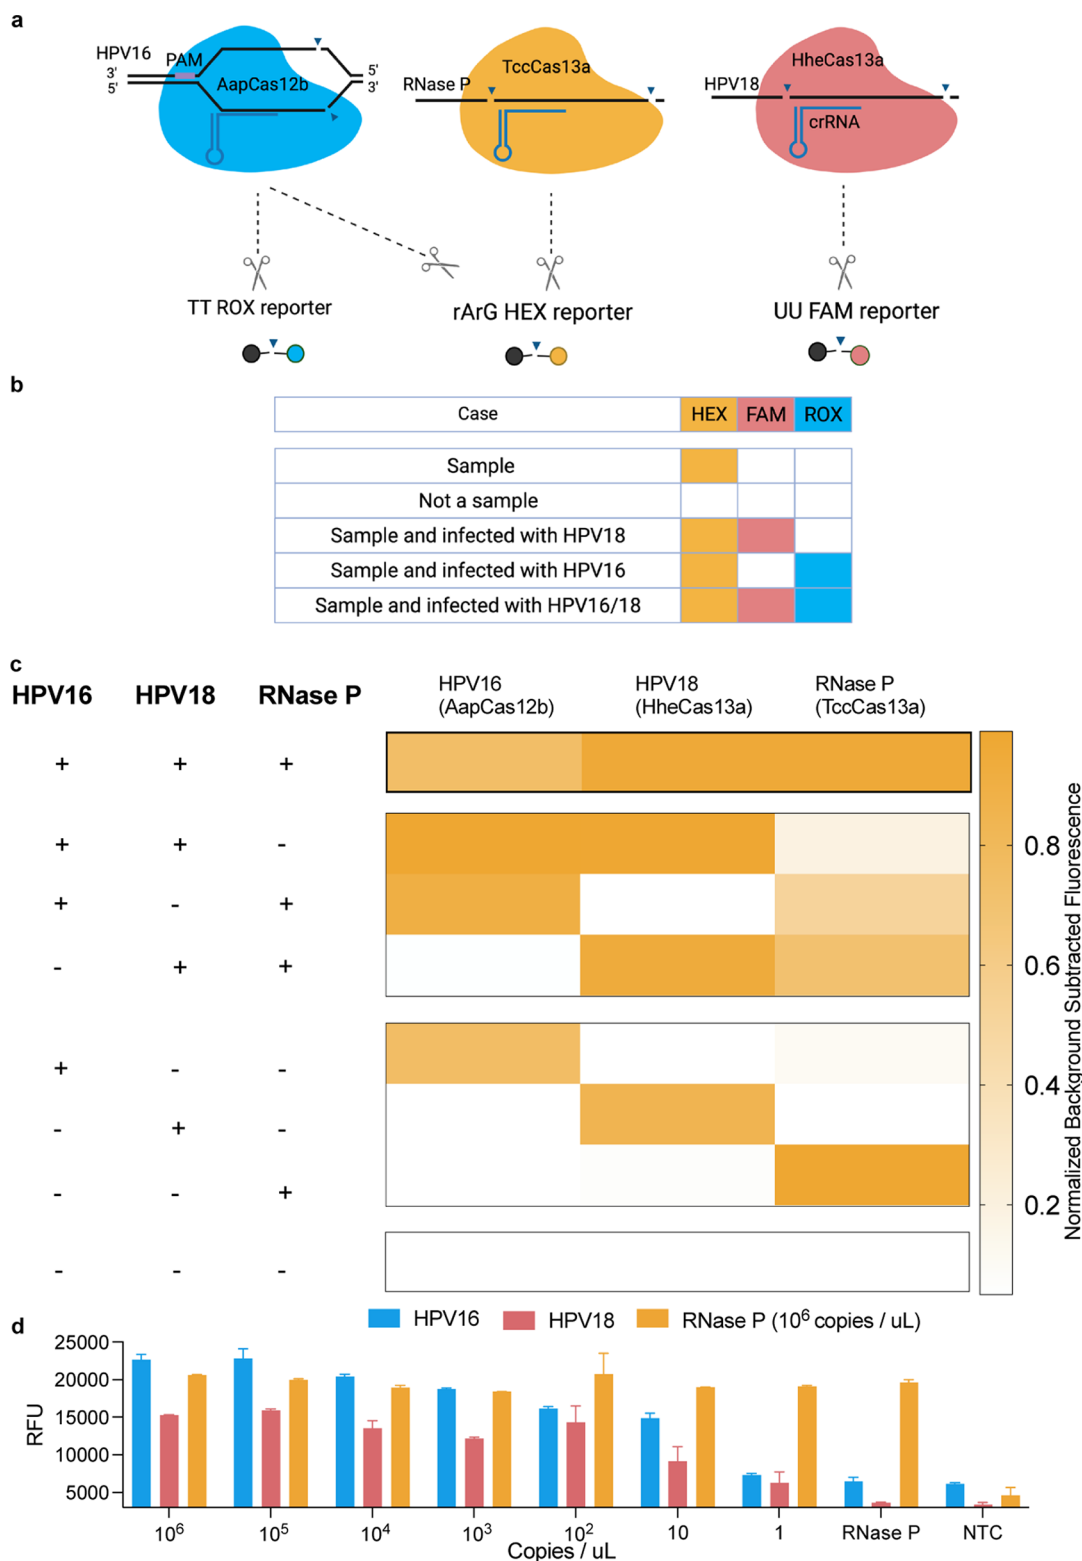 a
HPV16
PAM
3'
5'
5'
3'
AapCas12b
RNase P
TccCas13a
HPV18
HheCas13a
crRNA
TT ROX reporter
rArG HEX reporter
UU FAM reporter
b
Case HEX FAM ROX
Sample
Not a sample
Sample and infected with HPV18
Sample and infected with HPV16
Sample and infected with HPV16/18
c
HPV16 HPV18 RNase P
HPV16
(AapCas12b)
HPV18
(HheCas13a)
RNase P
(TccCas13a)
+ + +
+ + -
+ - +
- + +
+ - -
- + -
- - +
- - -
0.8
0.6
0.4
0.2
Normalized Background Subtracted Fluorescence
d
HPV16 HPV18 RNase P (10⁶ copies / uL)
RFU
25000
20000
15000
10000
5000
10⁶ 10⁵ 10⁴ 10³ 10² 10 1 RNase P NTC
Copies / uL